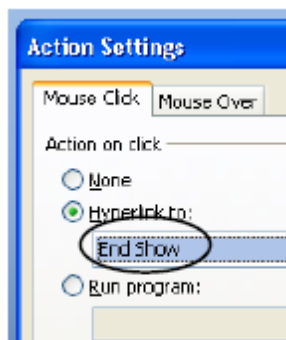 Action Settings
Mouse Click Mouse Over
Action on click
None
Hyperlink to:
End Show
Run program: